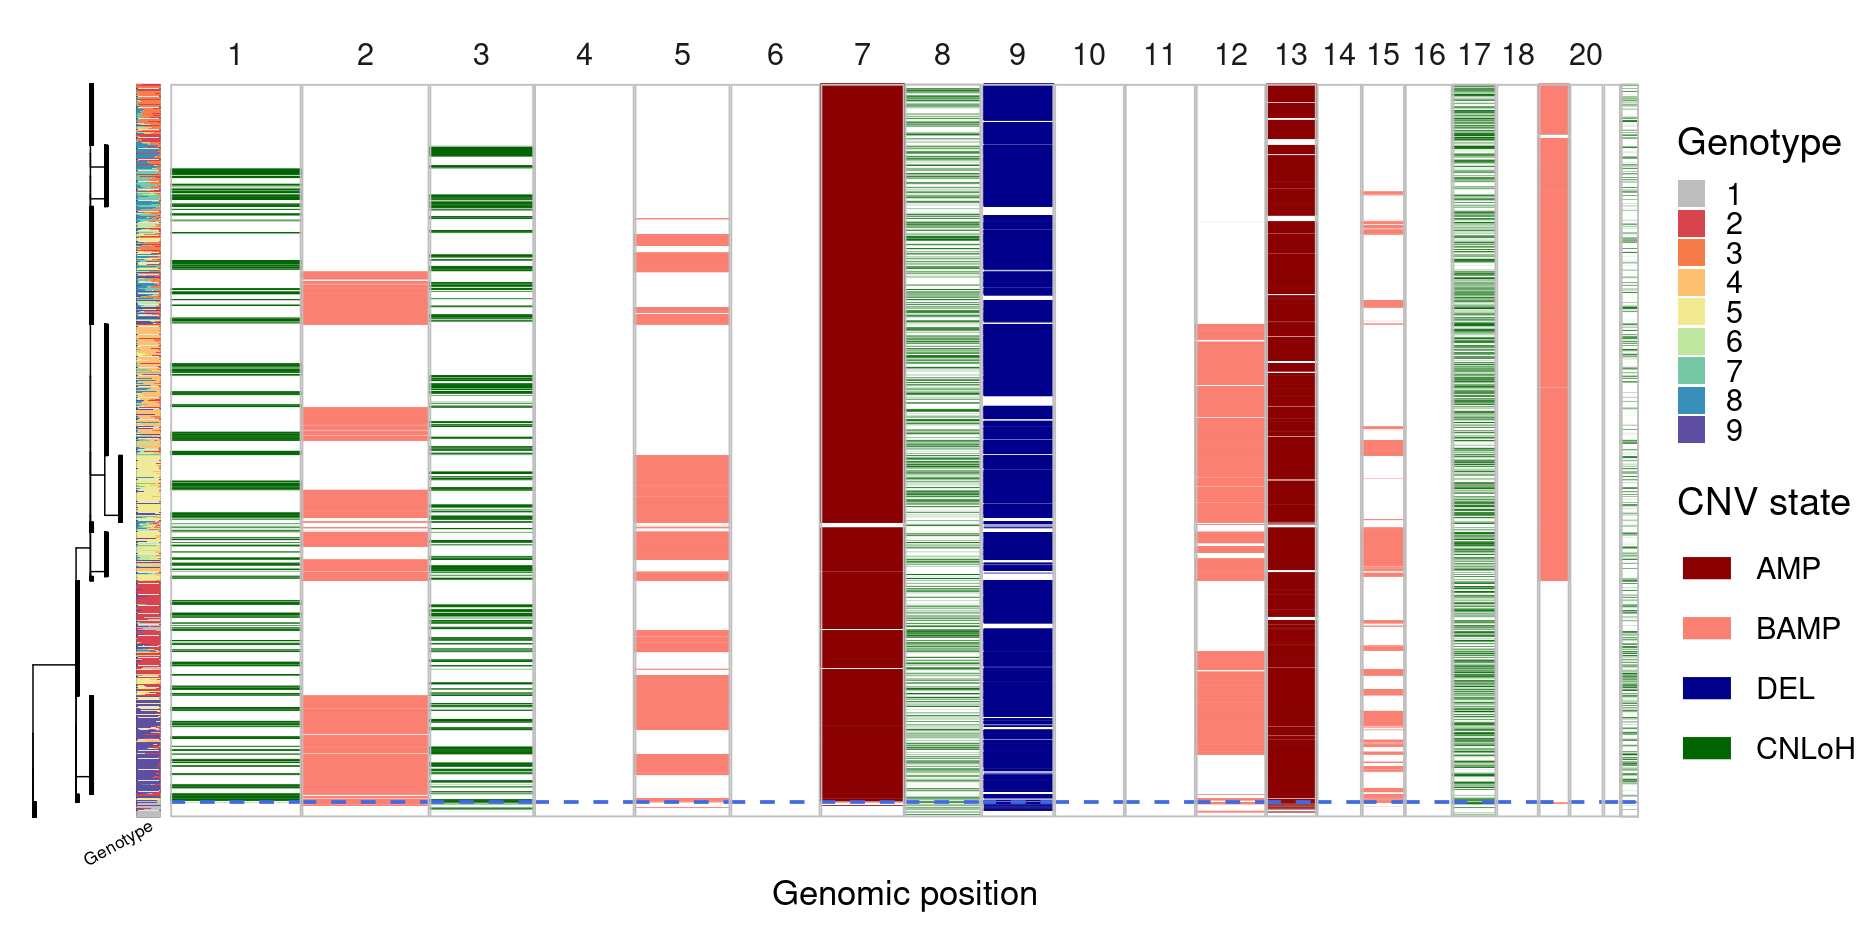 1 2 3 4 5 6 7 8 9 10 11 12 13 14 15 16 17 18 20
Genotype
1
2
3
4
5
6
7
8
9
CNV state
AMP
BAMP
DEL
CNLoH
Genotype
Genomic position